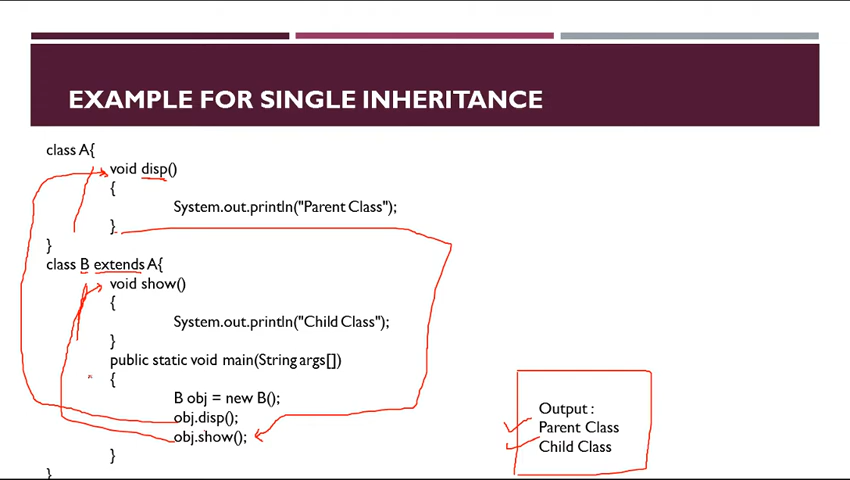 EXAMPLE FOR SINGLE INHERITANCE
class A{
void disp()
{
System.out.println("Parent Class");
}
}
class B extends A{
void show()
{
System.out.println("Child Class");
}
public static void main(String args[])
{
B obj = new B();
obj.disp();
obj.show();
}
}
Output :
Parent Class
Child Class